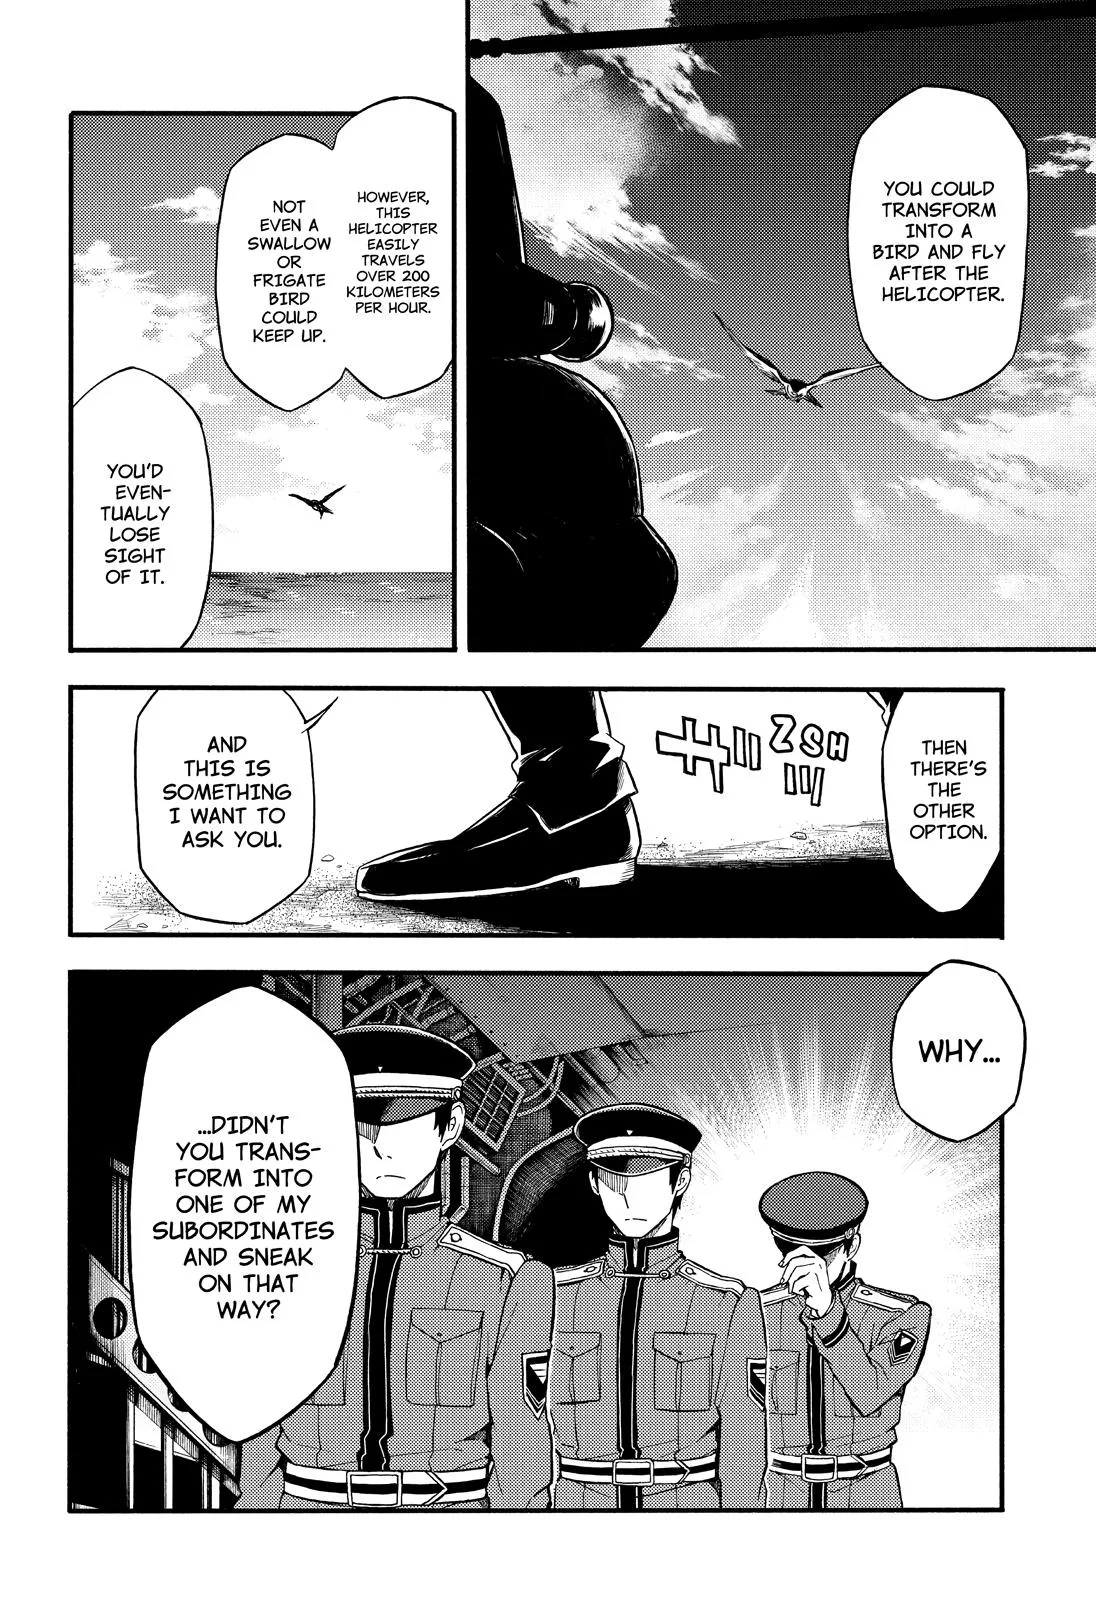 YOU COULD
TRANSFORM
INTO A
BIRD AND FLY
AFTER THE
HELICOPTER.
HOWEVER,
THIS
HELICOPTER
EASILY
TRAVELS
OVER 200
KILOMETERS
PER HOUR.
NOT
EVEN A
SWALLOW
OR
FRIGATE
BIRD
COULD
KEEP UP.
YOU'D
EVEN-
TUALLY
LOSE
SIGHT
OF IT.
THEN
THERE'S
THE
OTHER
OPTION.
ザッ
ZSH
AND
THIS IS
SOMETHING
I WANT TO
ASK YOU.
WHY...
...DIDN'T
YOU TRANS-
FORM INTO
ONE OF MY
SUBORDINATES
AND SNEAK
ON THAT
WAY?